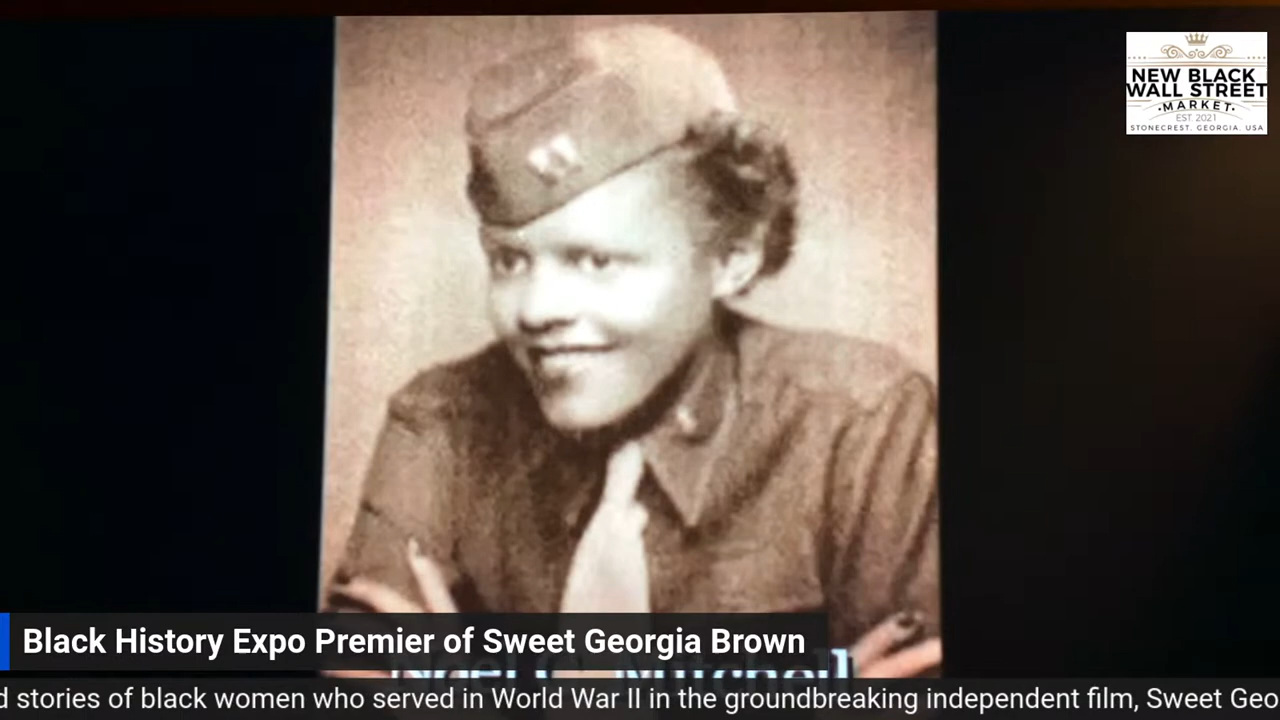 NEW BLACK
WALL STREET
·MARKET·
EST. 2021
STONECREST, GEORGIA, USA
Black History Expo Premier of Sweet Georgia Brown
Mitchell
d stories of black women who served in World War II in the groundbreaking independent film, Sweet Geo